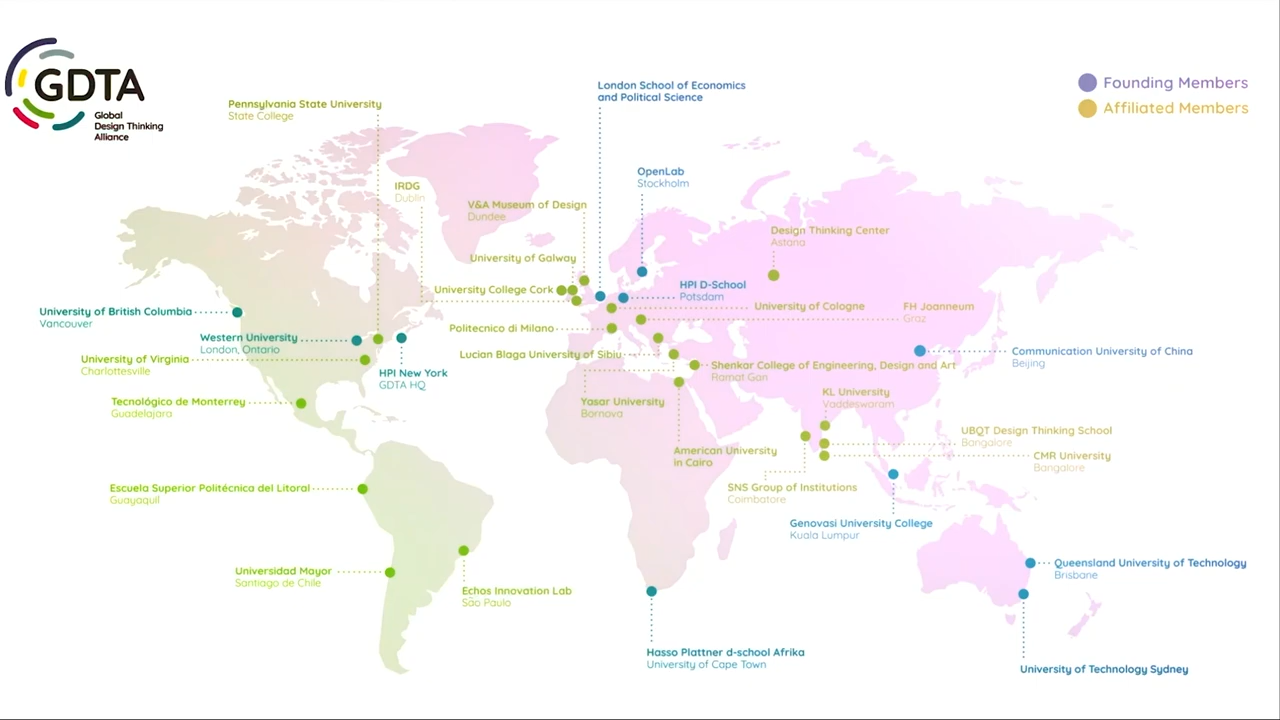 GDTA
Global
Design Thinking
Alliance
Founding Members
Affiliated Members
London School of Economics
and Political Science
Pennsylvania State University
State College
OpenLab
Stockholm
IRDG
Dublin
V&A Museum of Design
Dundee
Design Thinking Center
Astana
University of Galway
University College Cork
HPI D-School
Potsdam
University of Cologne
FH Joanneum
Graz
University of British Columbia
Vancouver
Western University
London, Ontario
Politecnico di Milano
University of Virginia
Charlottesville
Lucian Blaga University of Sibiu
Communication University of China
Beijing
Shenkar College of Engineering, Design and Art
Ramat Gan
HPI New York
GDTA HQ
Tecnológico de Monterrey
Guadelajara
Yasar University
Bornova
KL University
Vaddeswaram
UBQT Design Thinking School
Bangalore
American University
in Cairo
CMR University
Bangalore
SNS Group of Institutions
Coimbatore
Escuela Superior Politécnica del Litoral
Guayaquil
Genovasi University College
Kuala Lumpur
Universidad Mayor
Santiago de Chile
Echos Innovation Lab
São Paulo
Queensland University of Technology
Brisbane
Hasso Plattner d-school Afrika
University of Cape Town
University of Technology Sydney